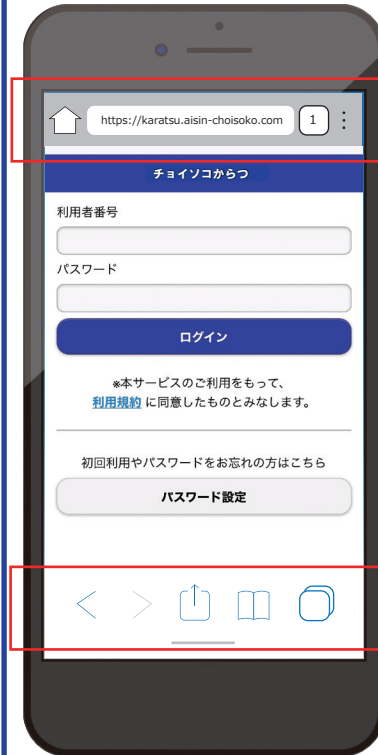 https://karatsu.aisin-choisoko.com
1
チョイソコからつ
利用者番号
パスワード
ログイン
※本サービスのご利用をもって、
利用規約 に同意したものとみなします。
初回利用やパスワードをお忘れの方はこちら
パスワード設定